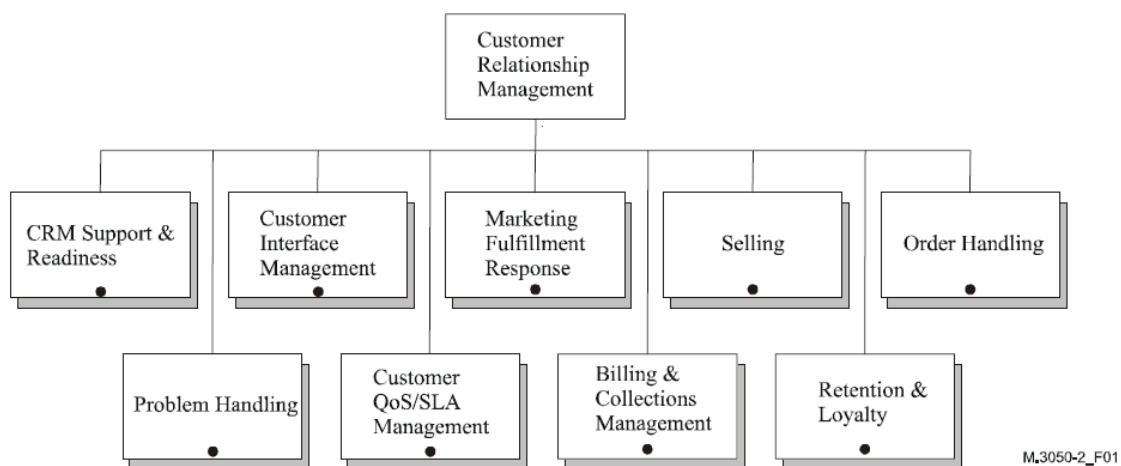 Customer
Relationship
Management
CRM Support &
Readiness
Customer
Interface
Management
Marketing
Fulfillment
Response
Selling
Order Handling
Problem Handling
Customer
QoS/SLA
Management
Billing &
Collections
Management
Retention &
Loyalty
M.3050-2_F01